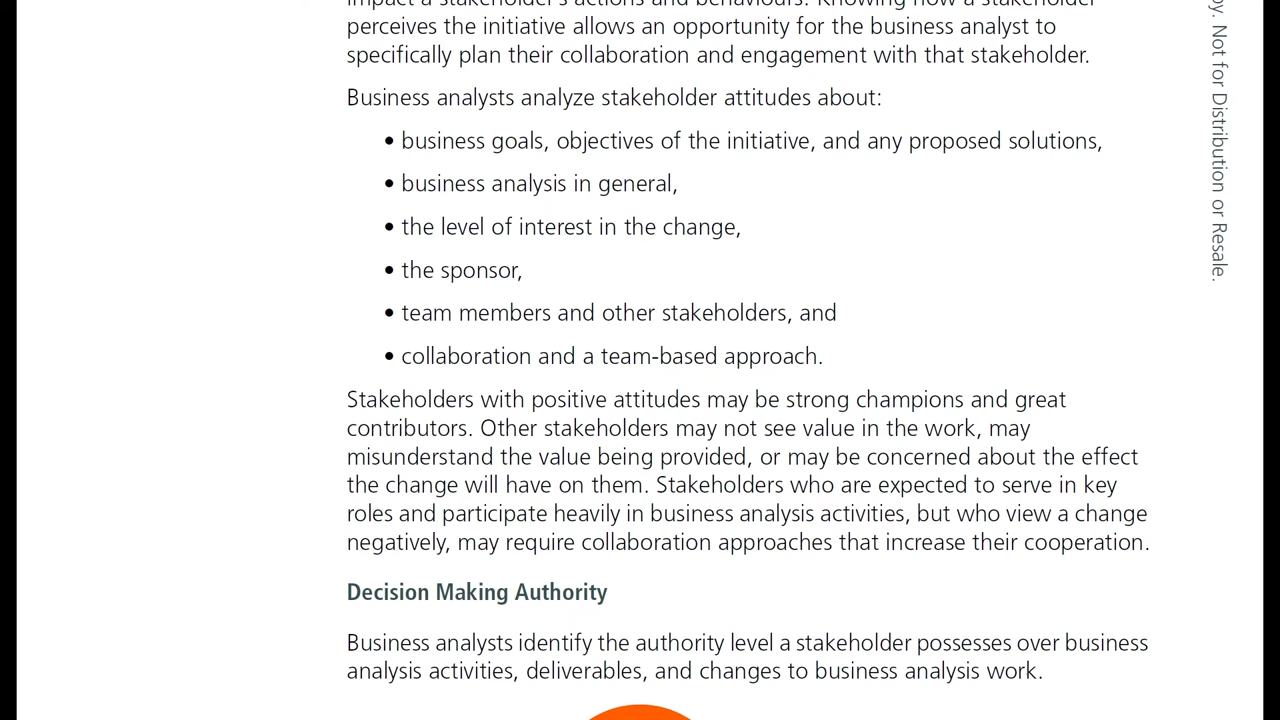 perceives the initiative allows an opportunity for the business analyst to
specifically plan their collaboration and engagement with that stakeholder.
Business analysts analyze stakeholder attitudes about:
• business goals, objectives of the initiative, and any proposed solutions,
• business analysis in general,
• the level of interest in the change,
• the sponsor,
• team members and other stakeholders, and
• collaboration and a team-based approach.
Stakeholders with positive attitudes may be strong champions and great
contributors. Other stakeholders may not see value in the work, may
misunderstand the value being provided, or may be concerned about the effect
the change will have on them. Stakeholders who are expected to serve in key
roles and participate heavily in business analysis activities, but who view a change
negatively, may require collaboration approaches that increase their cooperation.
Decision Making Authority
Business analysts identify the authority level a stakeholder possesses over business
analysis activities, deliverables, and changes to business analysis work.
Not for Distribution or Resale.